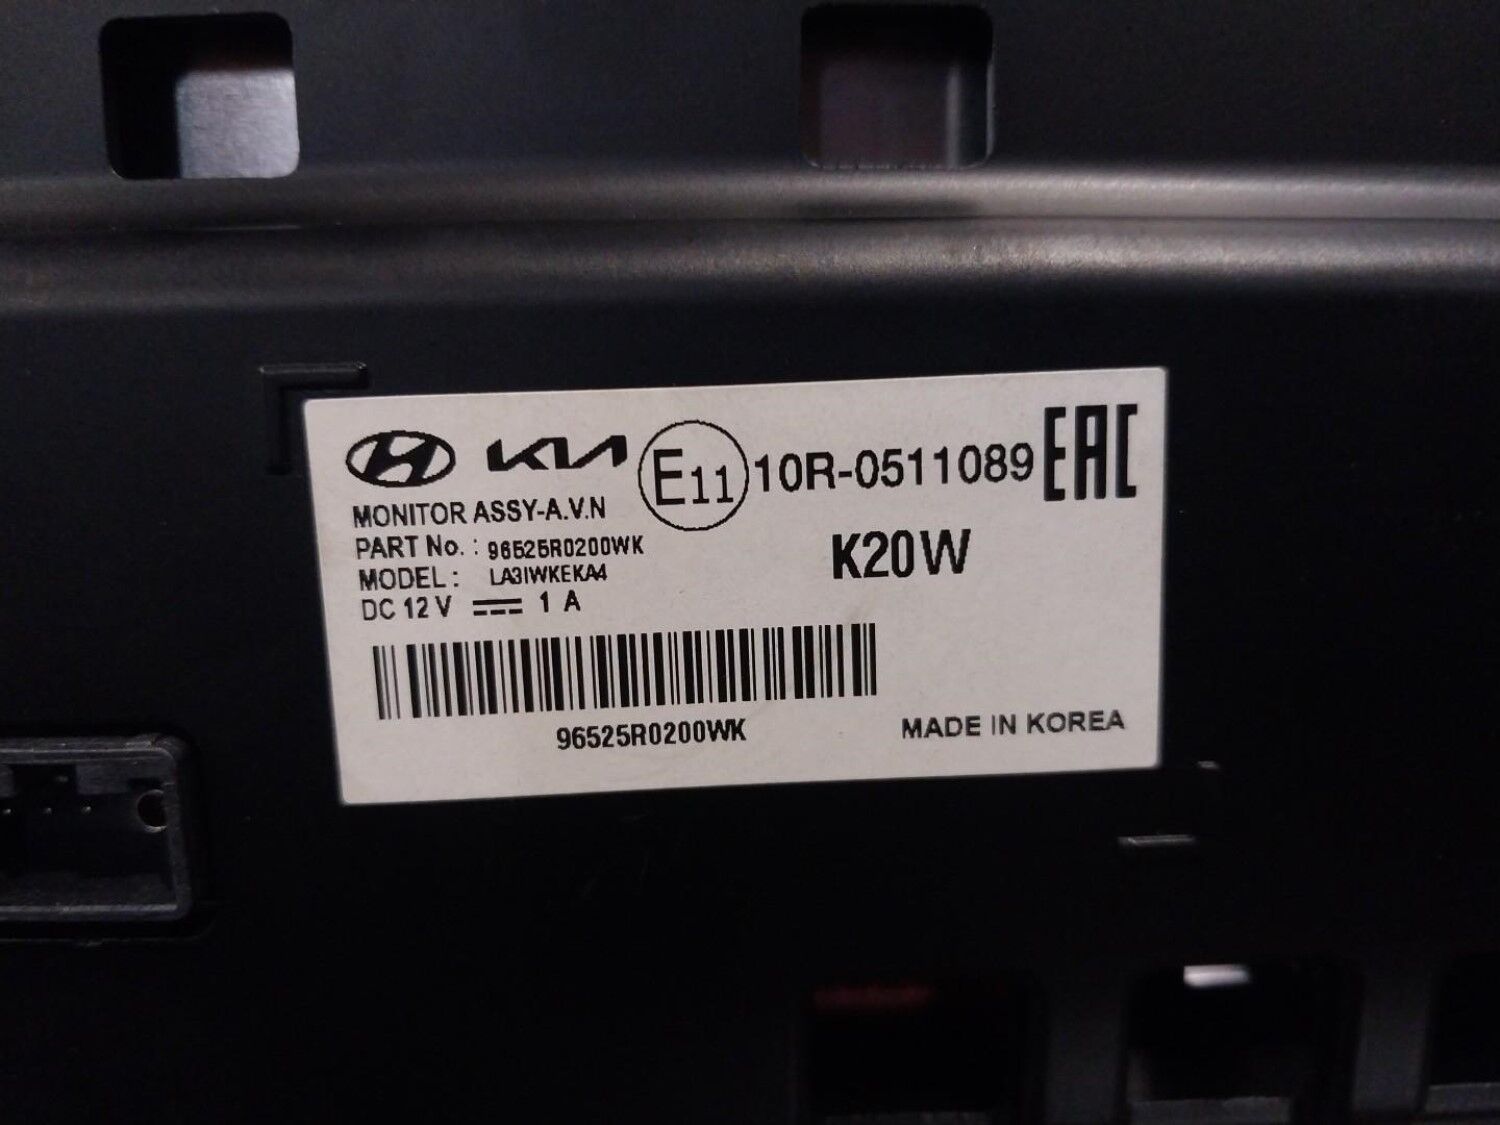 KIA E11 10R-0511089 EAC
MONITOR ASSY-A.V.N
PART No. : 96525R0200WK
K20W
MODEL : LA3IWKEKA4
DC 12 V 1 A
96525R0200WK
MADE IN KOREA